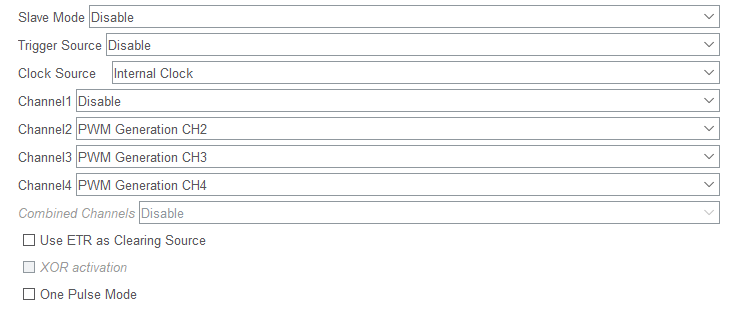 Slave Mode Disable
Trigger Source Disable
Clock Source Internal Clock
Channel1 Disable
Channel2 PWM Generation CH2
Channel3 PWM Generation CH3
Channel4 PWM Generation CH4
Combined Channels Disable
Use ETR as Clearing Source
XOR activation
One Pulse Mode